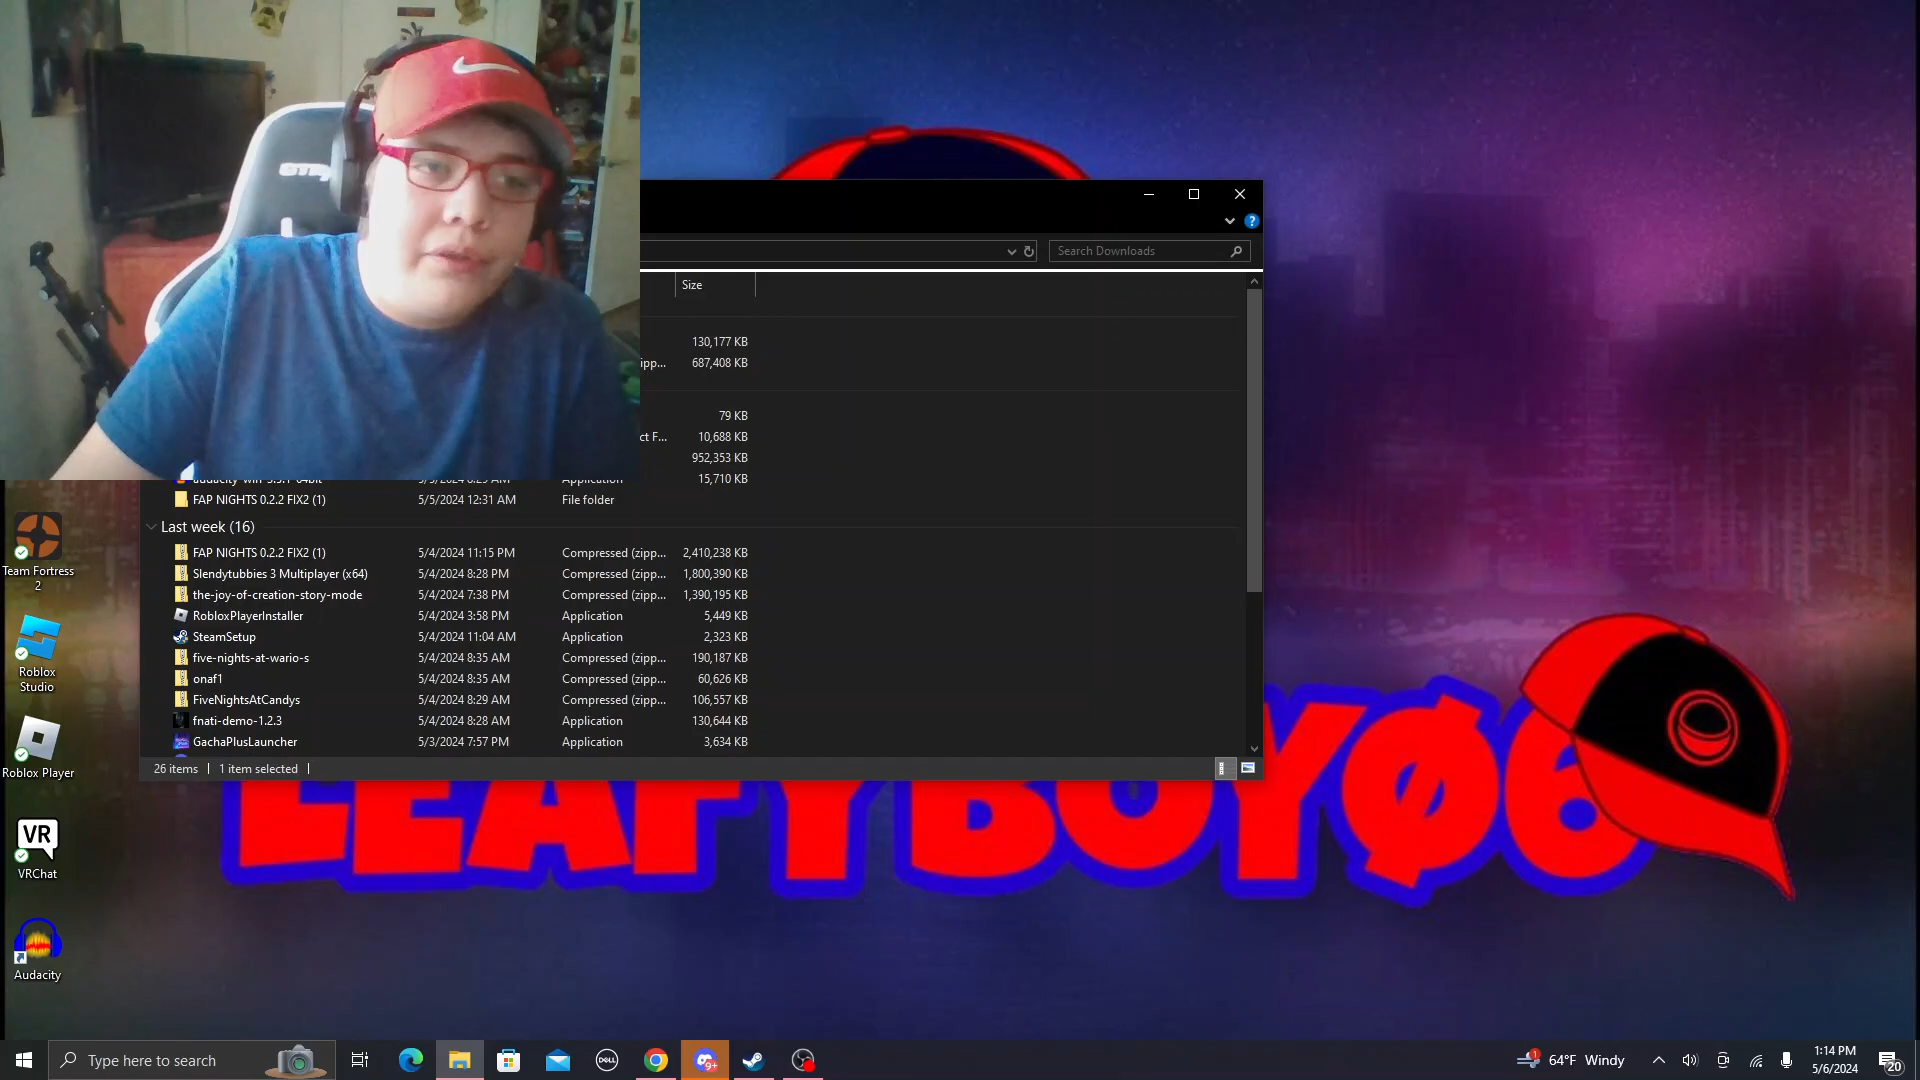 Search Downloads
Size
130,177 KB
ipp... 687,408 KB
79 KB
ct F... 10,688 KB
952,353 KB
15,710 KB
FAP NIGHTS 0.2.2 FIX2 (1) 5/5/2024 12:31 AM File folder
Last week (16)
FAP NIGHTS 0.2.2 FIX2 (1) 5/4/2024 11:15 PM Compressed (zipp... 2,410,238 KB
Slendytubbies 3 Multiplayer (x64) 5/4/2024 8:28 PM Compressed (zipp... 1,800,390 KB
the-joy-of-creation-story-mode 5/4/2024 7:38 PM Compressed (zipp... 1,390,195 KB
RobloxPlayerInstaller 5/4/2024 3:58 PM Application 5,449 KB
SteamSetup 5/4/2024 11:04 AM Application 2,323 KB
five-nights-at-wario-s 5/4/2024 8:35 AM Compressed (zipp... 190,187 KB
onaf1 5/4/2024 8:35 AM Compressed (zipp... 60,626 KB
FiveNightsAtCandys 5/4/2024 8:29 AM Compressed (zipp... 106,557 KB
fnati-demo-1.2.3 5/4/2024 8:28 AM Application 130,644 KB
GachaPlusLauncher 5/3/2024 7:57 PM Application 3,634 KB
26 items 1 item selected
Team Fortress
2
Roblox
Studio
Roblox Player
VR
VRChat
Audacity
LEAFYBOYØ6
Type here to search
DELL
9+
1
64°F Windy
1:14 PM
5/6/2024
20